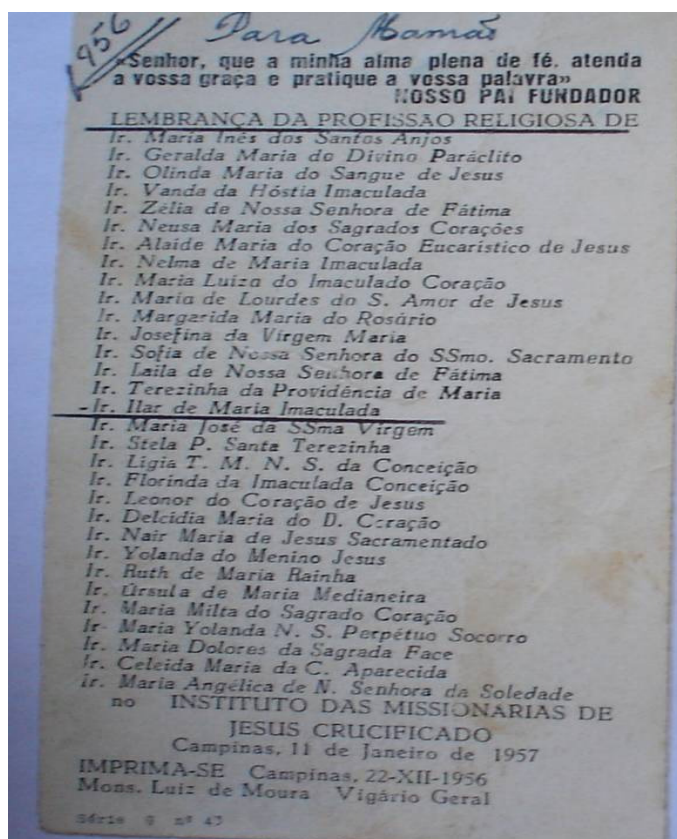 1956
Para Mamãe
«Senhor, que a minha alma plena de fé, atenda
a vossa graça e pratique a vossa palavra»
NOSSO PAI FUNDADOR
LEMBRANÇA DA PROFISSÃO RELIGIOSA DE
Ir. Maria Inês dos Santos Anjos
Ir. Geralda Maria do Divino Paráclito
Ir. Olinda Maria do Sangue de Jesus
Ir. Vanda da Hóstia Imaculada
Ir. Zélia de Nossa Senhora de Fátima
Ir. Neusa Maria dos Sagrados Corações
Ir. Alaíde Maria do Coração Eucarístico de Jesus
Ir. Nelma de Maria Imaculada
Ir. Maria Luiza do Imaculado Coração
Ir. Maria de Lourdes do S. Amor de Jesus
Ir. Margarida Maria do Rosário
Ir. Josefina da Virgem Maria
Ir. Sofia de Nossa Senhora do SSmo. Sacramento
Ir. Laila de Nossa Senhora de Fátima
Ir. Terezinha da Providência de Maria
-Ir. Ilar de Maria Imaculada
Ir. Maria José da SSma Virgem
Ir. Stela P. Santa Terezinha
Ir. Ligia T. M. N. S. da Conceição
Ir. Florinda da Imaculada Conceição
Ir. Leonor do Coração de Jesus
Ir. Delcidia Maria do D. Coração
Ir. Nair Maria de Jesus Sacramentado
Ir. Yolanda do Menino Jesus
Ir. Ruth de Maria Rainha
Ir. Úrsula de Maria Medianeira
Ir. Maria Milta do Sagrado Coração
Ir. Maria Yolanda N. S. Perpétuo Socorro
Ir. Maria Dolores da Sagrada Face
Ir. Celeida Maria da C. Aparecida
ir. Maria Angélica de N. Senhora da Soledade
no INSTITUTO DAS MISSIONARIAS DE
JESUS CRUCIFICADO
Campinas, 11 de Janeiro de 1957
IMPRIMA-SE Campinas, 22-XII-1956
Mons. Luiz de Moura Vigário Geral
Série 9 nº 43